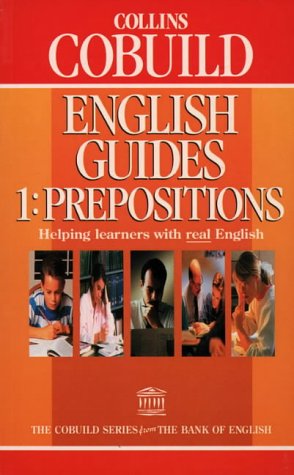 COLLINS
COBUILD
ENGLISH
GUIDES
1: PREPOSITIONS
Helping learners with real English
THE COBUILD SERIES from THE BANK OF ENGLISH